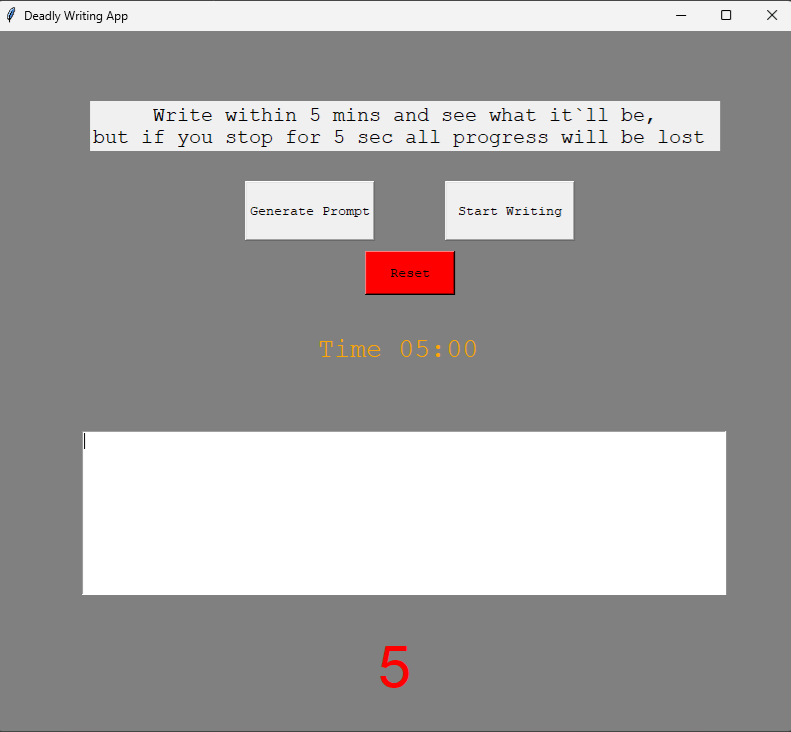 Deadly Writing App
Write within 5 mins and see what it`ll be,
but if you stop for 5 sec all progress will be lost
Generate Prompt
Start Writing
Reset
Time 05:00
5